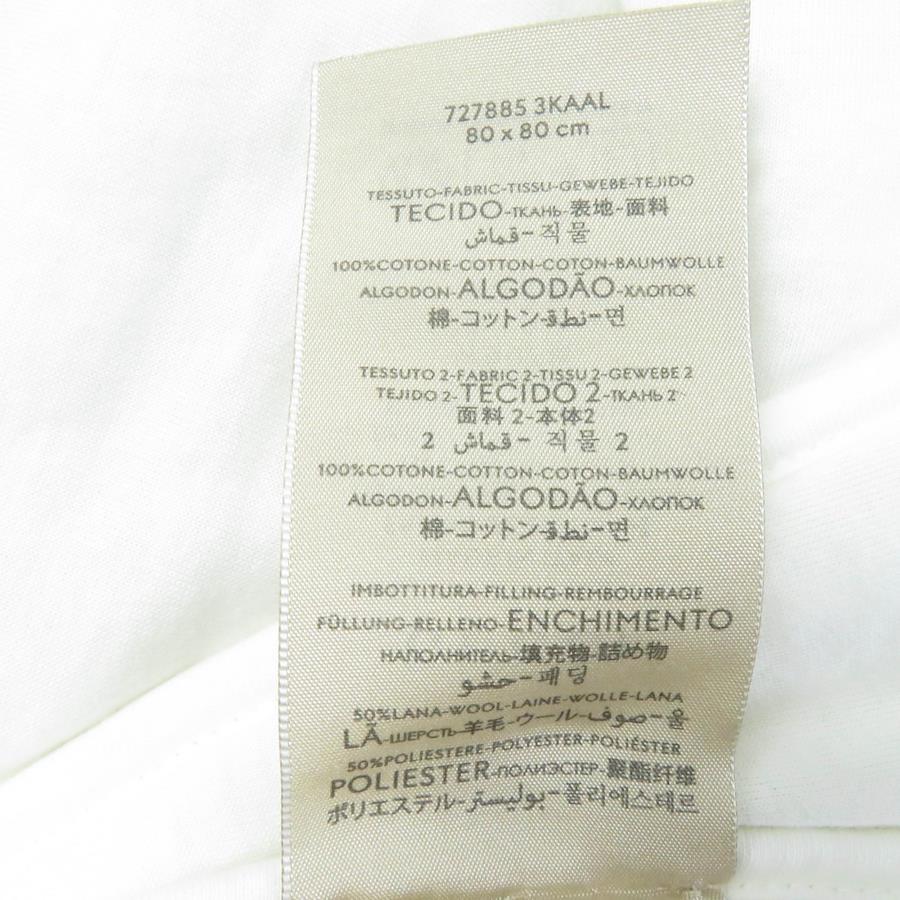 727885 3KAAL
80 x 80 cm
TESSUTO-FABRIC-TISSU-GEWEBE-TEJIDO
TECIDO-ТКАНЬ-表地-面料
قماش-직물
100%COTONE-COTTON-COTON-BAUMWOLLE
ALGODON-ALGODÃO-ХЛОПОК
棉-コットン-نطق-면
TESSUTO 2-FABRIC 2-TISSU 2-GEWEBE 2
TEJIDO 2-TECIDO 2-ТКАНЬ 2
面料 2-本体2
2 قماش - 직물 2
100%COTONE-COTTON-COTON-BAUMWOLLE
ALGODON-ALGODÃO-ХЛОПОК
棉-コットン-نطق-면
IMBOTTITURA-FILLING-REMBOURRAGE
FÜLLUNG-RELLENO-ENCHIMENTO
НАПОЛНИТЕЛЬ-填充物-詰め物
حشو-패딩
50%LANA-WOOL-LAINE-WOLLE-LANA
LÃ-ШЕРСТЬ-羊毛-ウール-صوف-울
50%POLIESTERE-POLYESTER-POLIÉSTER
POLIESTER-ПОЛИЭСТЕР-聚酯纤维
ポリエステル-بوليستر-폴리에스테르